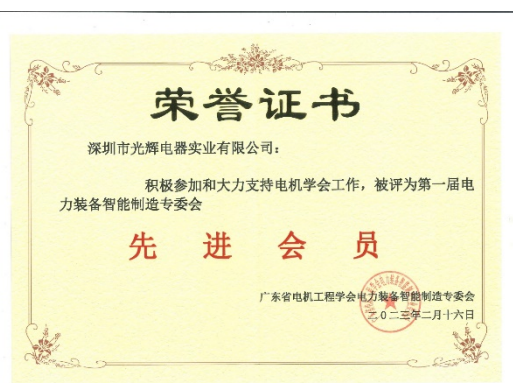 荣誉证书
深圳市光辉电器实业有限公司：
积极参加和大力支持电机学会工作，被评为第一届电
力装备智能制造专委会
先进会员
广东省电机工程学会电力装备智能制造专委会
二〇二三年二月十六日